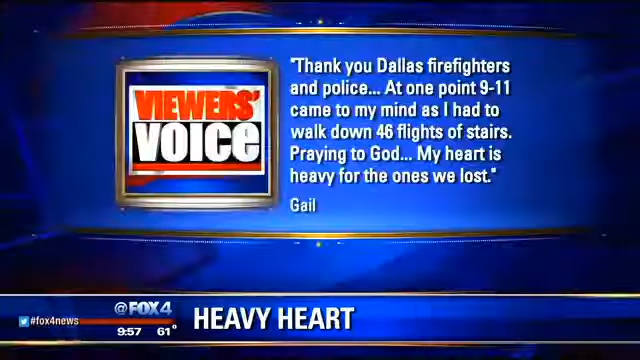 VIEWERS'
VOICE
"Thank you Dallas firefighters
and police... At one point 9-11
came to my mind as I had to
walk down 46 flights of stairs.
Praying to God... My heart is
heavy for the ones we lost."
Gail
#fox4news
@FOX4
9:57 61°
HEAVY HEART